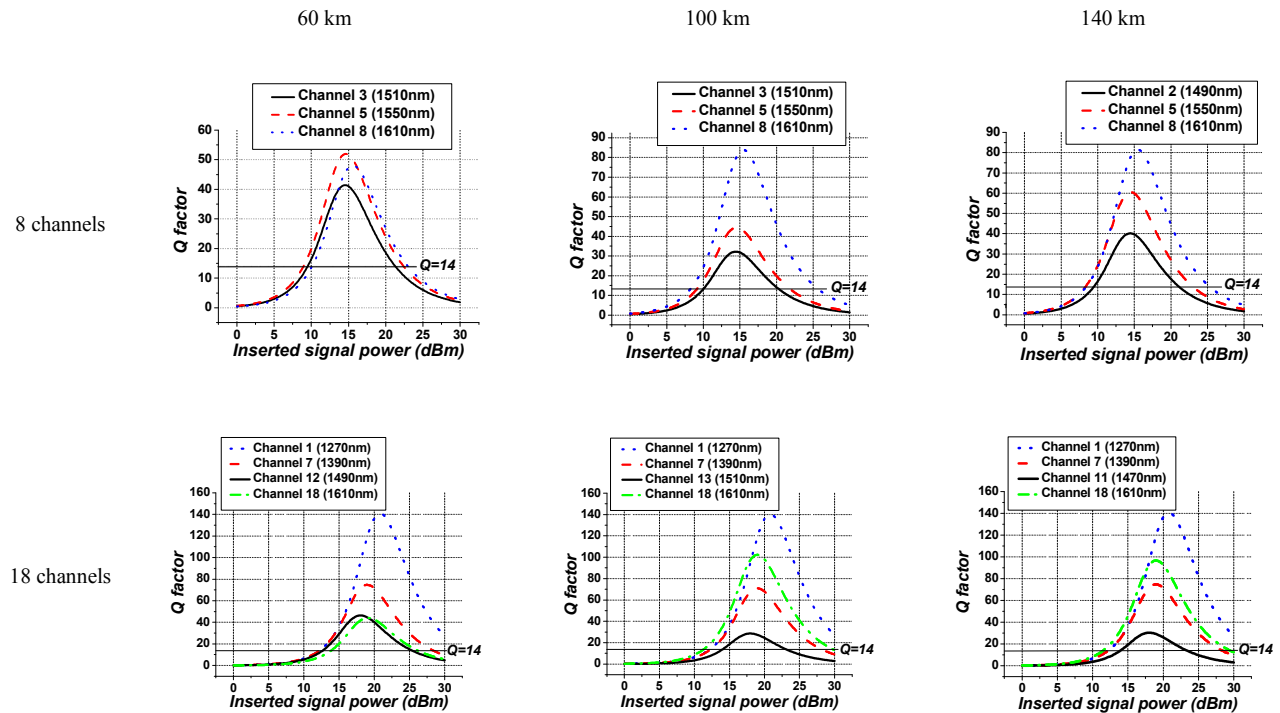 60 km
100 km
140 km
8 channels
Channel 3 (1510nm)
Channel 5 (1550nm)
Channel 8 (1610nm)
60
50
40
30
20
10
0
Q factor
Q=14
0 5 10 15 20 25 30
Inserted signal power (dBm)
Channel 3 (1510nm)
Channel 5 (1550nm)
Channel 8 (1610nm)
90
80
70
60
50
40
30
20
10
0
Q factor
Q=14
0 5 10 15 20 25 30
Inserted signal power (dBm)
Channel 2 (1490nm)
Channel 5 (1550nm)
Channel 8 (1610nm)
90
80
70
60
50
40
30
20
10
0
Q factor
Q=14
0 5 10 15 20 25 30
Inserted signal power (dBm)
18 channels
Channel 1 (1270nm)
Channel 7 (1390nm)
Channel 12 (1490nm)
Channel 18 (1610nm)
160
140
120
100
80
60
40
20
0
Q factor
Q=14
0 5 10 15 20 25 30
Inserted signal power (dBm)
Channel 1 (1270nm)
Channel 7 (1390nm)
Channel 13 (1510nm)
Channel 18 (1610nm)
160
140
120
100
80
60
40
20
0
Q factor
Q=14
0 5 10 15 20 25 30
Inserted signal power (dBm)
Channel 1 (1270nm)
Channel 7 (1390nm)
Channel 11 (1470nm)
Channel 18 (1610nm)
160
140
120
100
80
60
40
20
0
Q factor
Q=14
0 5 10 15 20 25 30
Inserted signal power (dBm)